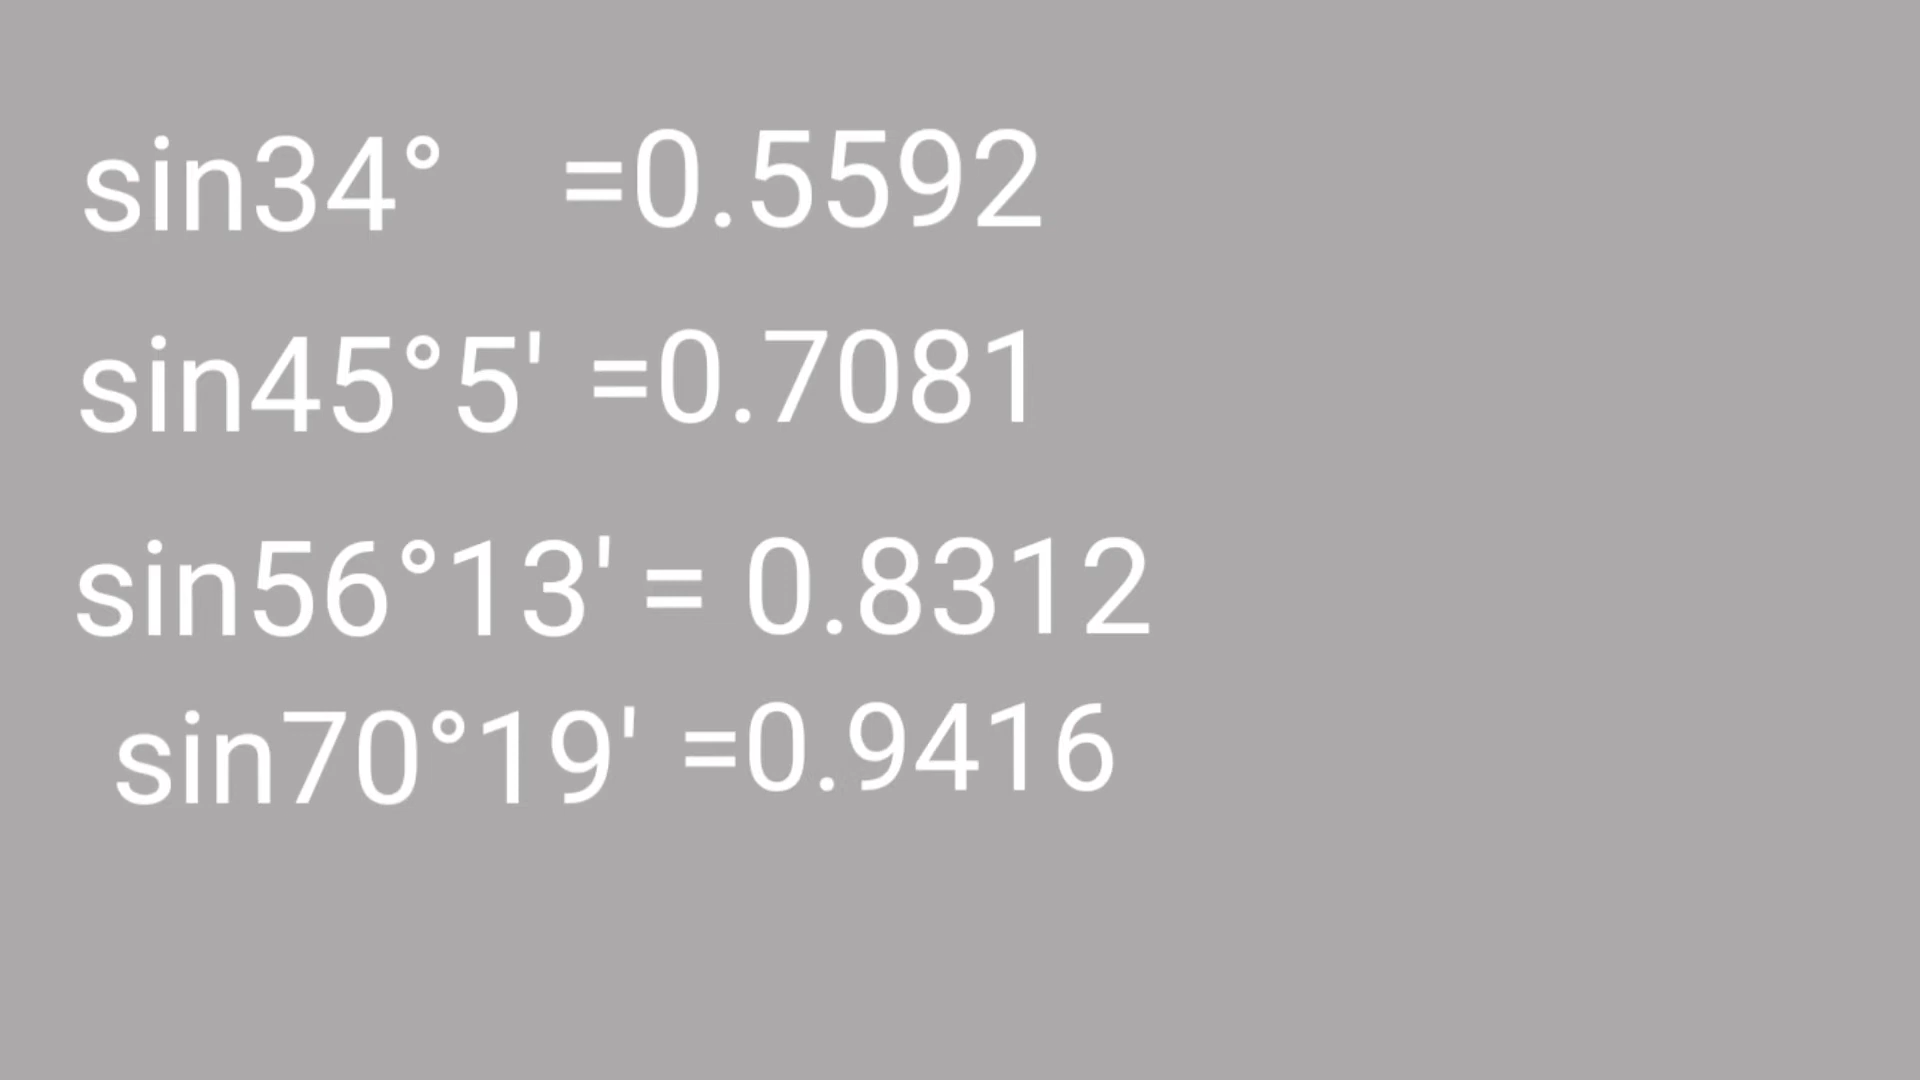 sin34° =0.5592
sin45°5' =0.7081
sin56°13' = 0.8312
sin70°19' =0.9416